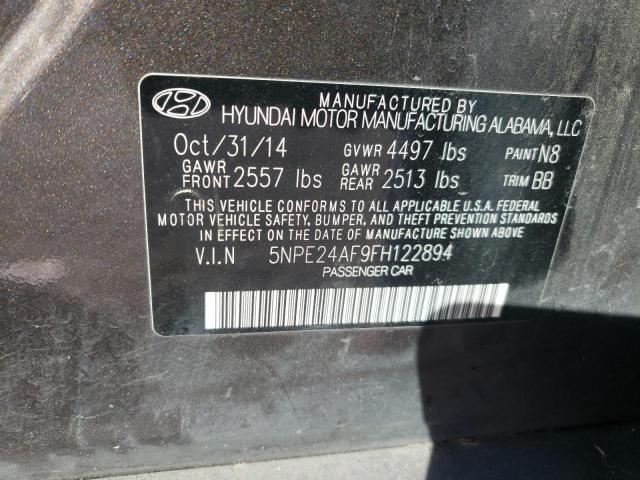 MANUFACTURED BY
HYUNDAI MOTOR MANUFACTURING ALABAMA, LLC
Oct/31/14 GVWR 4497 lbs PAINT N8
GAWR FRONT 2557 lbs GAWR REAR 2513 lbs TRIM BB
THIS VEHICLE CONFORMS TO ALL APPLICABLE U.S.A. FEDERAL
MOTOR VEHICLE SAFETY, BUMPER, AND THEFT PREVENTION STANDARDS
IN EFFECT ON THE DATE OF MANUFACTURE SHOWN ABOVE.
V.I.N 5NPE24AF9FH122894
PASSENGER CAR